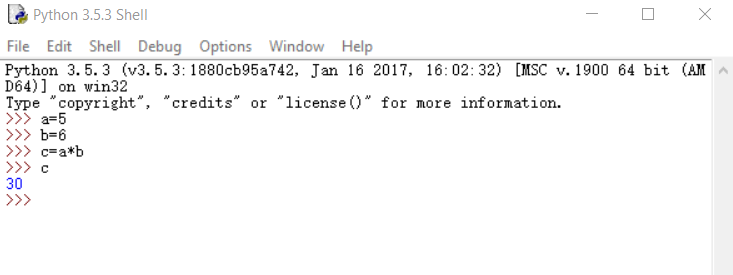 Python 3.5.3 Shell
File Edit Shell Debug Options Window Help
Python 3.5.3 (v3.5.3:1880cb95a742, Jan 16 2017, 16:02:32) [MSC v.1900 64 bit (AM
D64)] on win32
Type "copyright", "credits" or "license()" for more information.
>>> a=5
>>> b=6
>>> c=a*b
>>> c
30
>>>